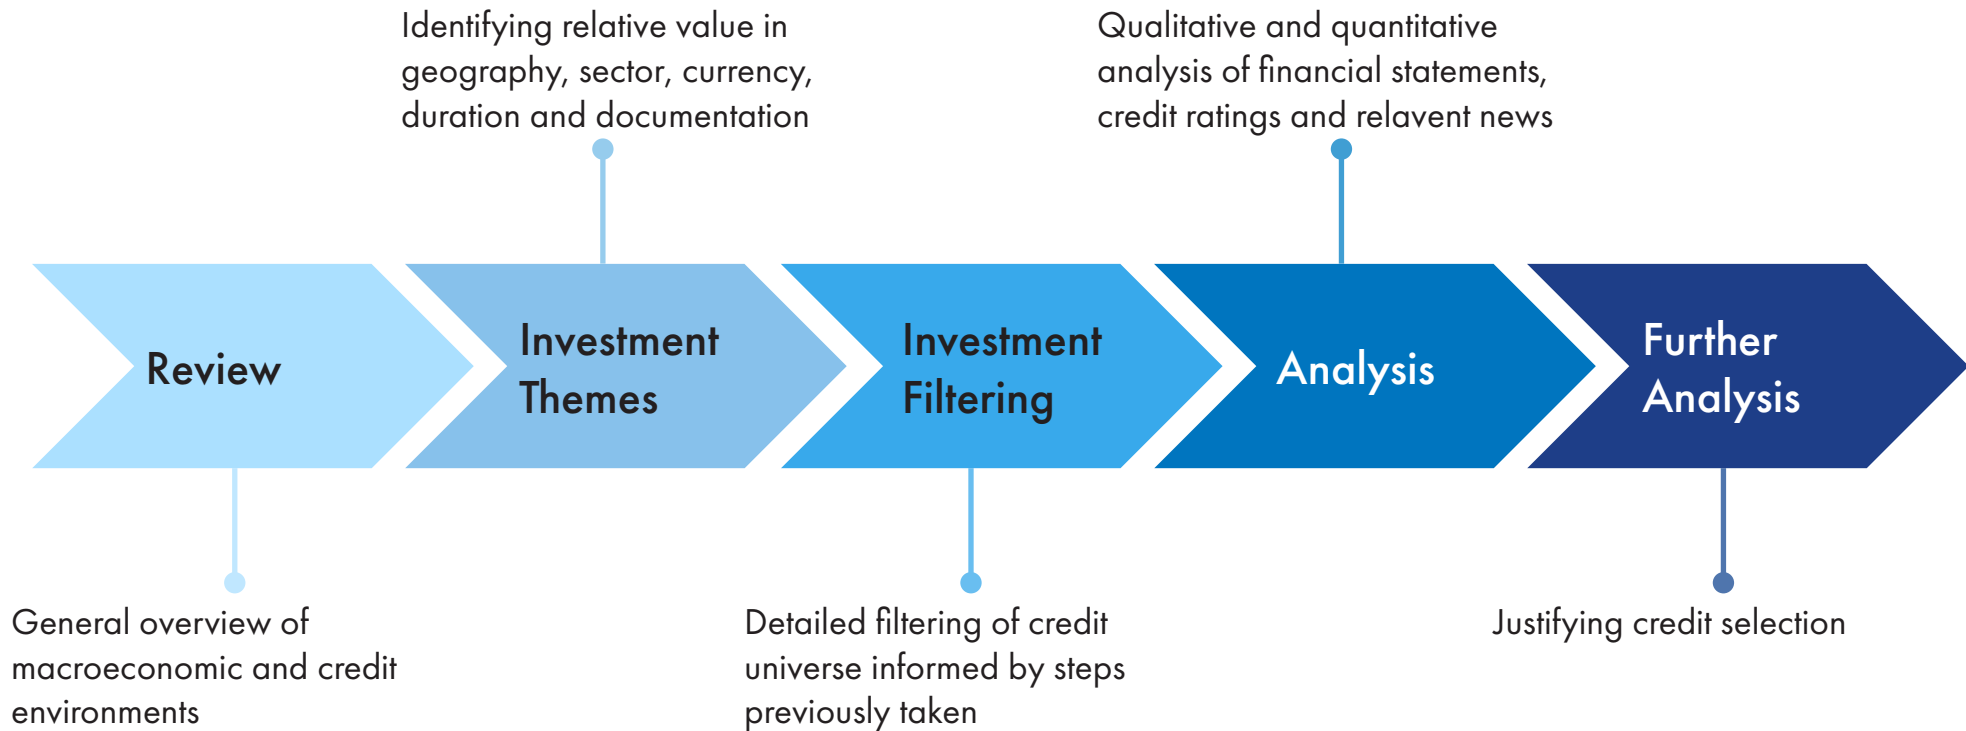 Identifying relative value in
geography, sector, currency,
duration and documentation
Qualitative and quantitative
analysis of financial statements,
credit ratings and relavent news
Review
Investment
Themes
Investment
Filtering
Analysis
Further
Analysis
General overview of
macroeconomic and credit
environments
Detailed filtering of credit
universe informed by steps
previously taken
Justifying credit selection